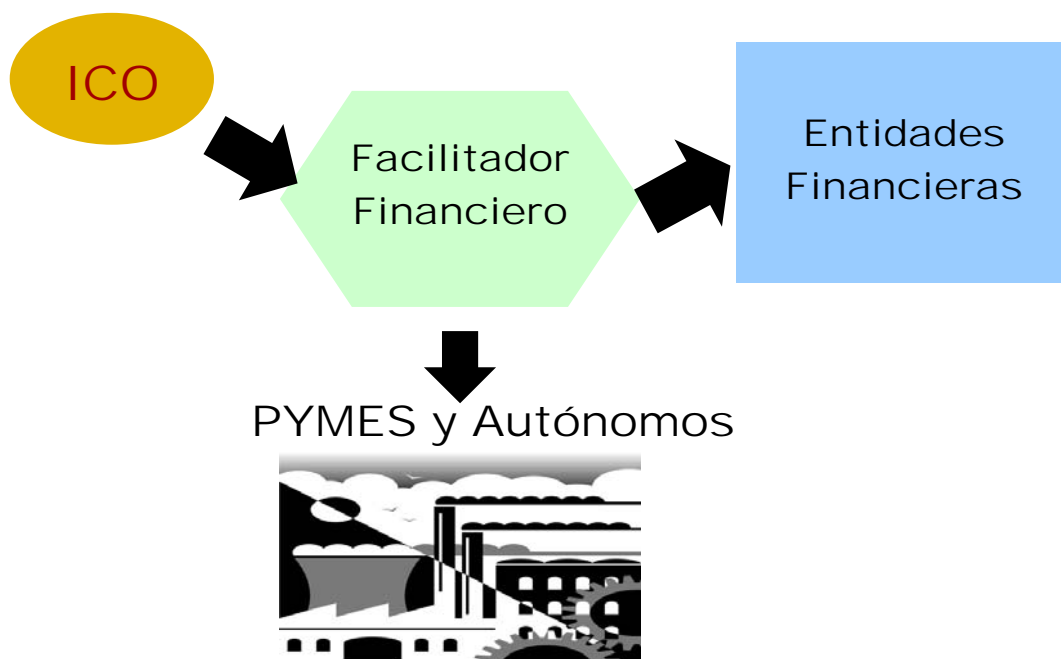 ICO
Facilitador
Financiero
Entidades
Financieras
PYMES y Autónomos